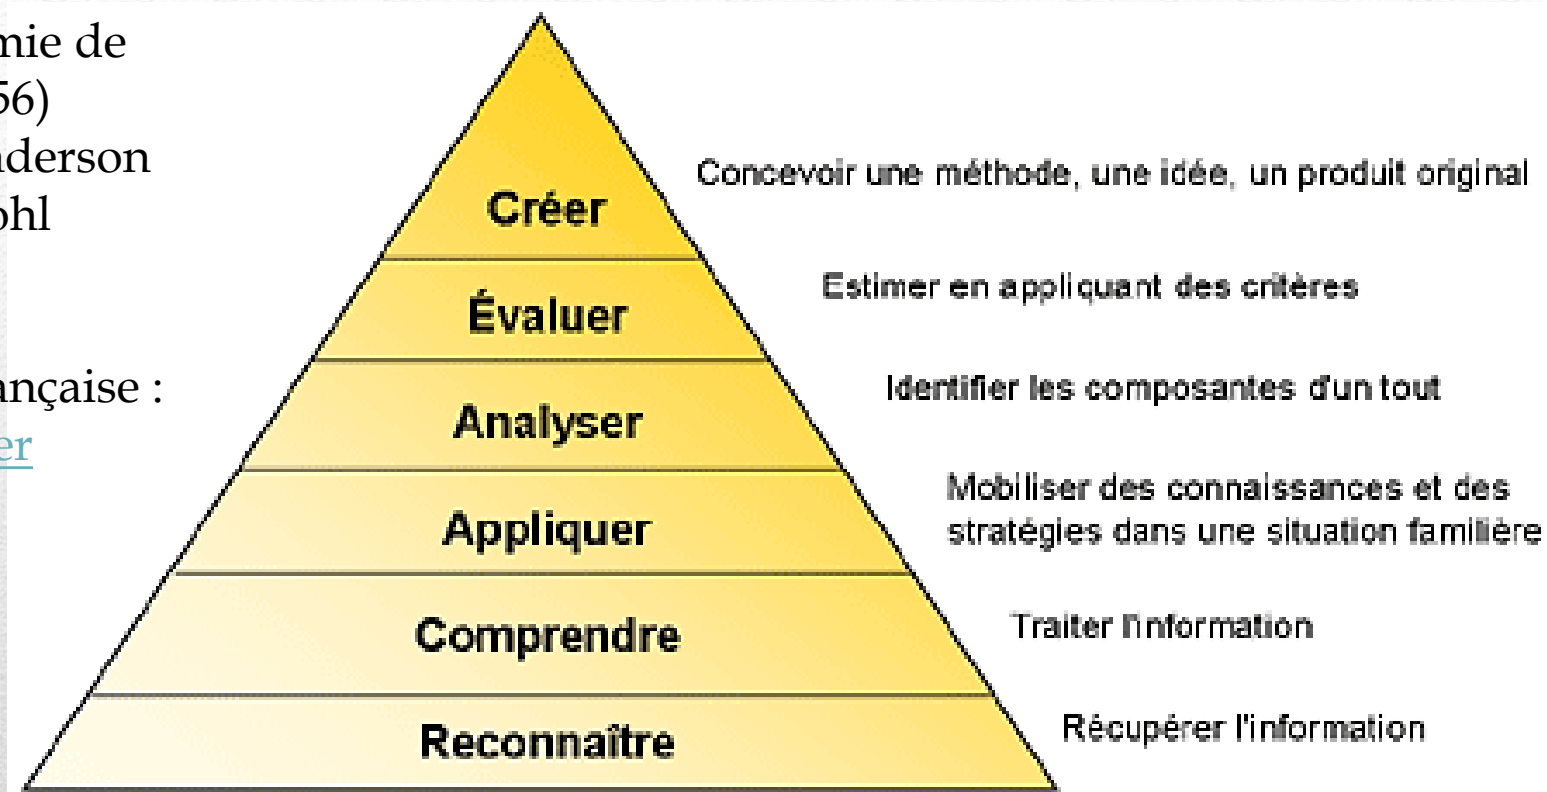 mie de
56)
nderson
ohl
ançaise :
er
Créer
Concevoir une méthode, une idée, un produit original
Évaluer
Estimer en appliquant des critères
Analyser
Identifier les composantes d'un tout
Appliquer
Mobiliser des connaissances et des
stratégies dans une situation familière
Comprendre
Traiter l'information
Reconnaître
Récupérer l'information